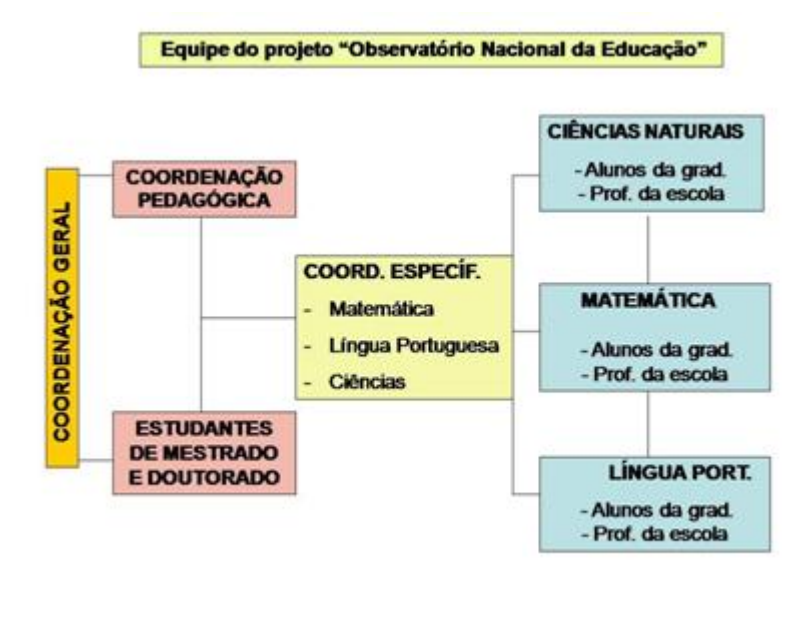 Equipe do projeto “Observatório Nacional da Educação”
COORDENAÇÃO GERAL
COORDENAÇÃO
PEDAGÓGICA
ESTUDANTES
DE MESTRADO
E DOUTORADO
COORD. ESPECÍF.
- Matemática
- Língua Portuguesa
- Ciências
CIÊNCIAS NATURAIS
- Alunos da grad.
- Prof. da escola
MATEMÁTICA
- Alunos da grad.
- Prof. da escola
LÍNGUA PORT.
- Alunos da grad.
- Prof. da escola